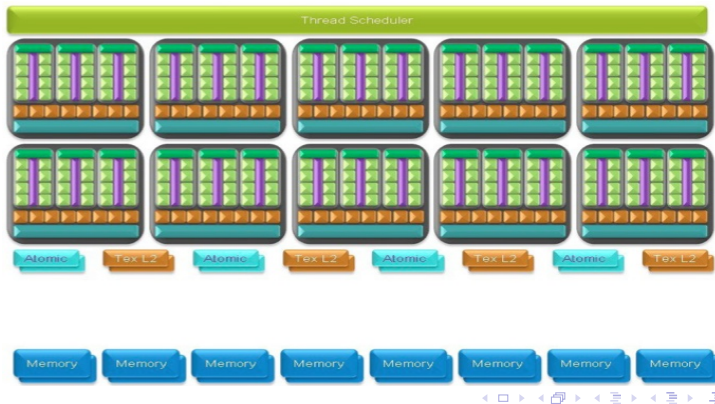 Thread Scheduler
Atomic Tex L2 Atomic Tex L2 Atomic Tex L2 Atomic Tex L2
Memory Memory Memory Memory Memory Memory Memory Memory